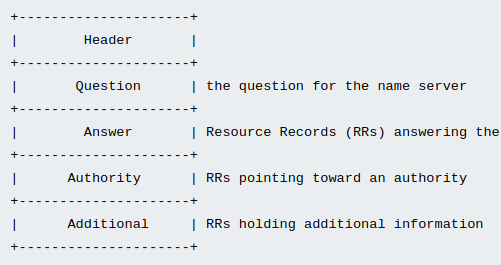 +---------------------+
|        Header       |
+---------------------+
|       Question      | the question for the name server
+---------------------+
|        Answer       | Resource Records (RRs) answering the
+---------------------+
|      Authority      | RRs pointing toward an authority
+---------------------+
|      Additional     | RRs holding additional information
+---------------------+